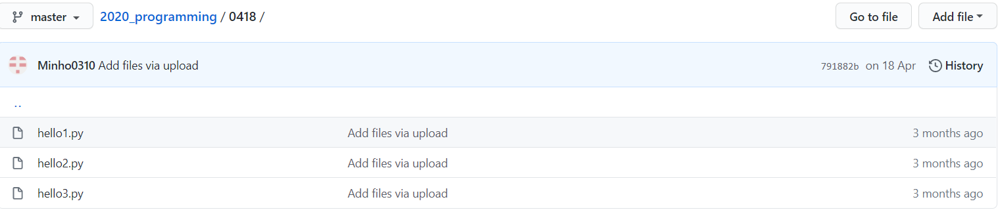 master 2020_programming / 0418 / Go to file Add file
Minho0310 Add files via upload 791882b on 18 Apr History
..
hello1.py Add files via upload 3 months ago
hello2.py Add files via upload 3 months ago
hello3.py Add files via upload 3 months ago